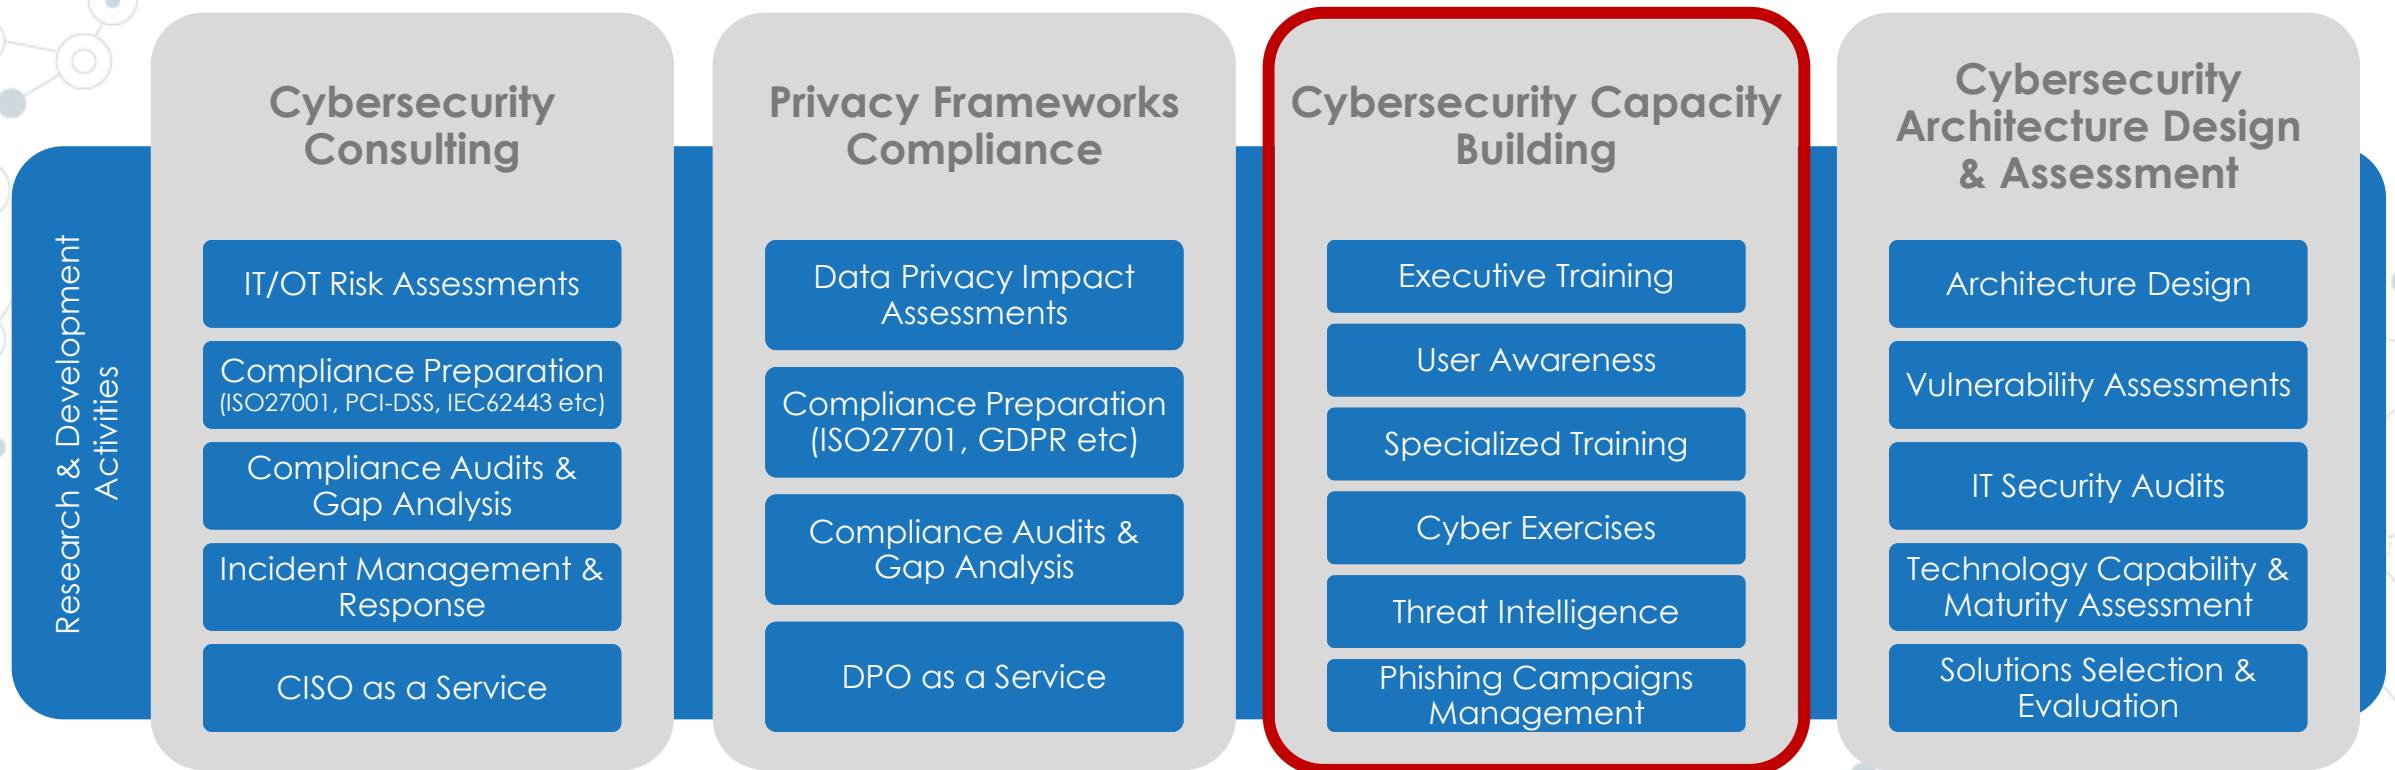 Research & Development
Activities
Cybersecurity
Consulting
IT/OT Risk Assessments
Compliance Preparation
(ISO27001, PCI-DSS, IEC62443 etc)
Compliance Audits &
Gap Analysis
Incident Management &
Response
CISO as a Service
Privacy Frameworks
Compliance
Data Privacy Impact
Assessments
Compliance Preparation
(ISO27701, GDPR etc)
Compliance Audits &
Gap Analysis
DPO as a Service
Cybersecurity Capacity
Building
Executive Training
User Awareness
Specialized Training
Cyber Exercises
Threat Intelligence
Phishing Campaigns
Management
Cybersecurity
Architecture Design
& Assessment
Architecture Design
Vulnerability Assessments
IT Security Audits
Technology Capability &
Maturity Assessment
Solutions Selection &
Evaluation